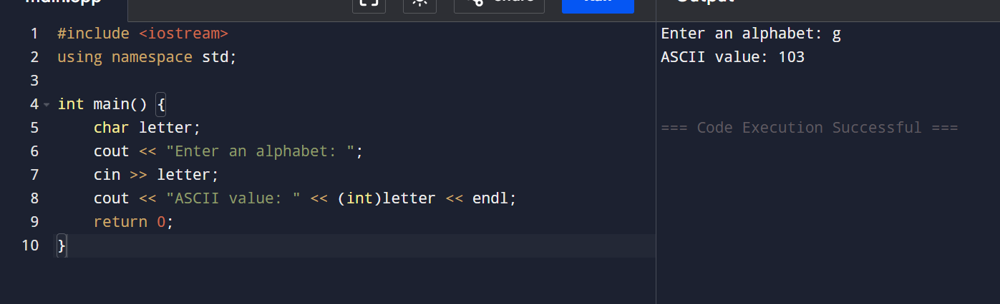 main.cpp
Share
Run
Output
1 #include <iostream>
2 using namespace std;
3
4 int main() {
5     char letter;
6     cout << "Enter an alphabet: ";
7     cin >> letter;
8     cout << "ASCII value: " << (int)letter << endl;
9     return 0;
10 }
Enter an alphabet: g
ASCII value: 103
=== Code Execution Successful ===